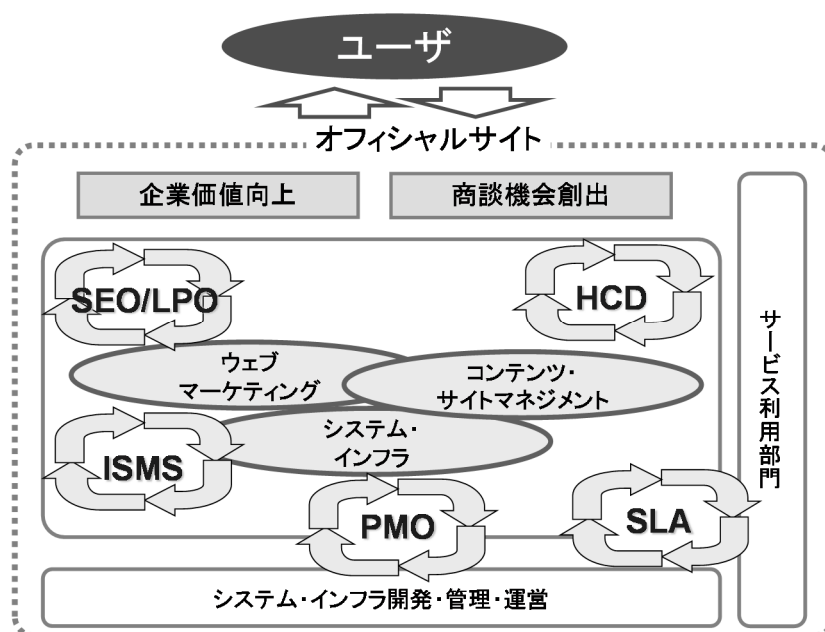 ユーザ
オフィシャルサイト
企業価値向上
商談機会創出
SEO/LPO
HCD
ウェブ
マーケティング
コンテンツ・
サイトマネジメント
システム・
インフラ
ISMS
PMO
SLA
サービス利用部門
システム・インフラ開発・管理・運営